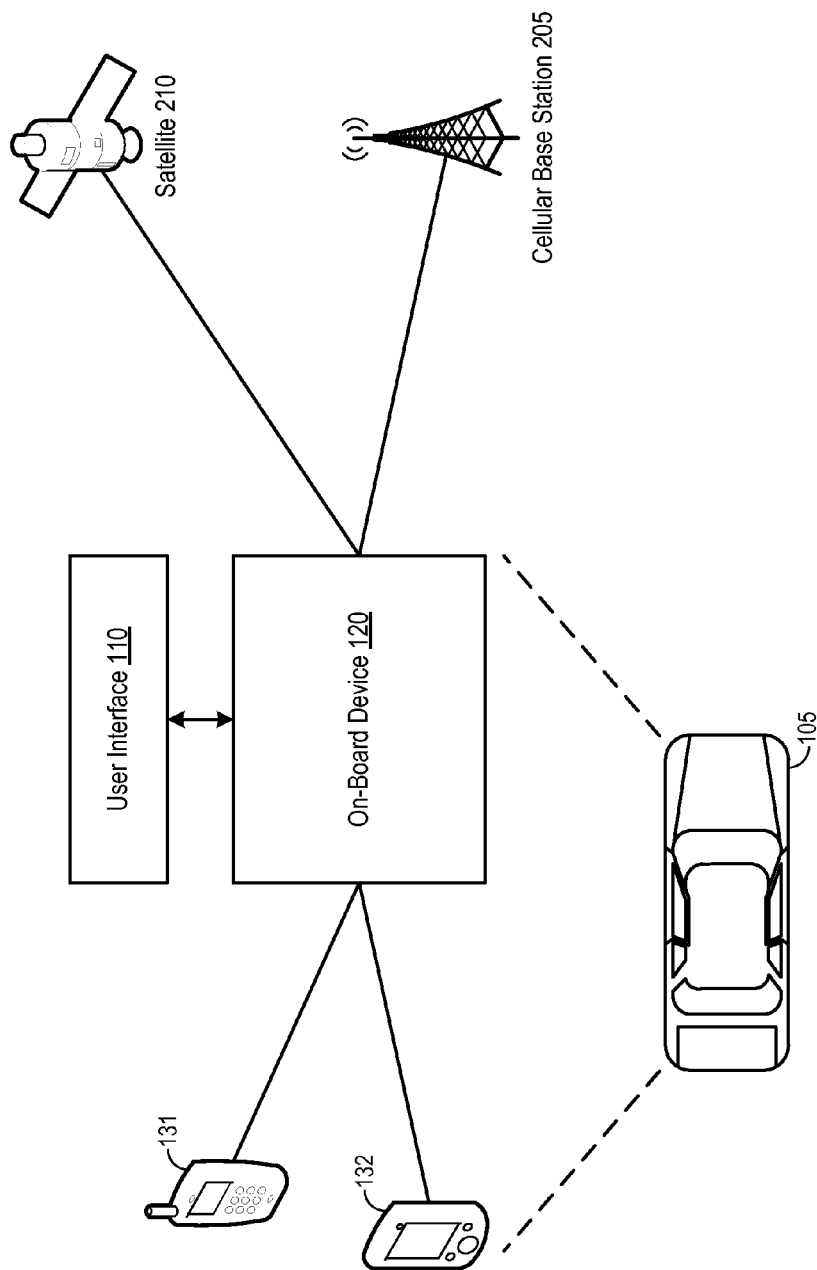 Satellite 210
Cellular Base Station 205
User Interface 110
On-Board Device 120
131
132
105